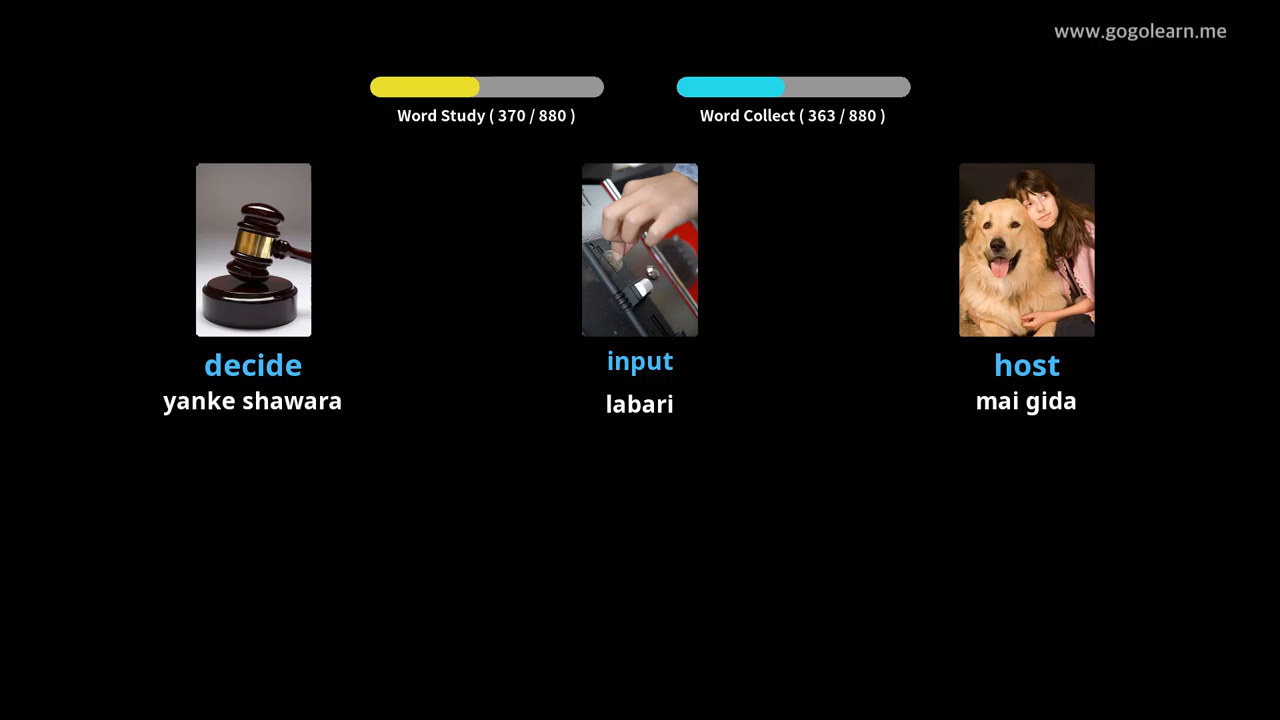 www.gogolearn.me
Word Study ( 370 / 880 )
Word Collect ( 363 / 880 )
decide
input
host
yanke shawara
labari
mai gida